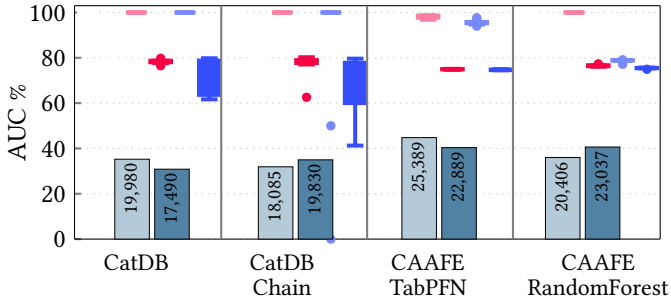 AUC %
100
80
60
40
20
0
19,980
17,490
18,085
19,830
25,389
22,889
20,406
23,037
CatDB
CatDB
Chain
CAAFE
TabPFN
CAAFE
RandomForest